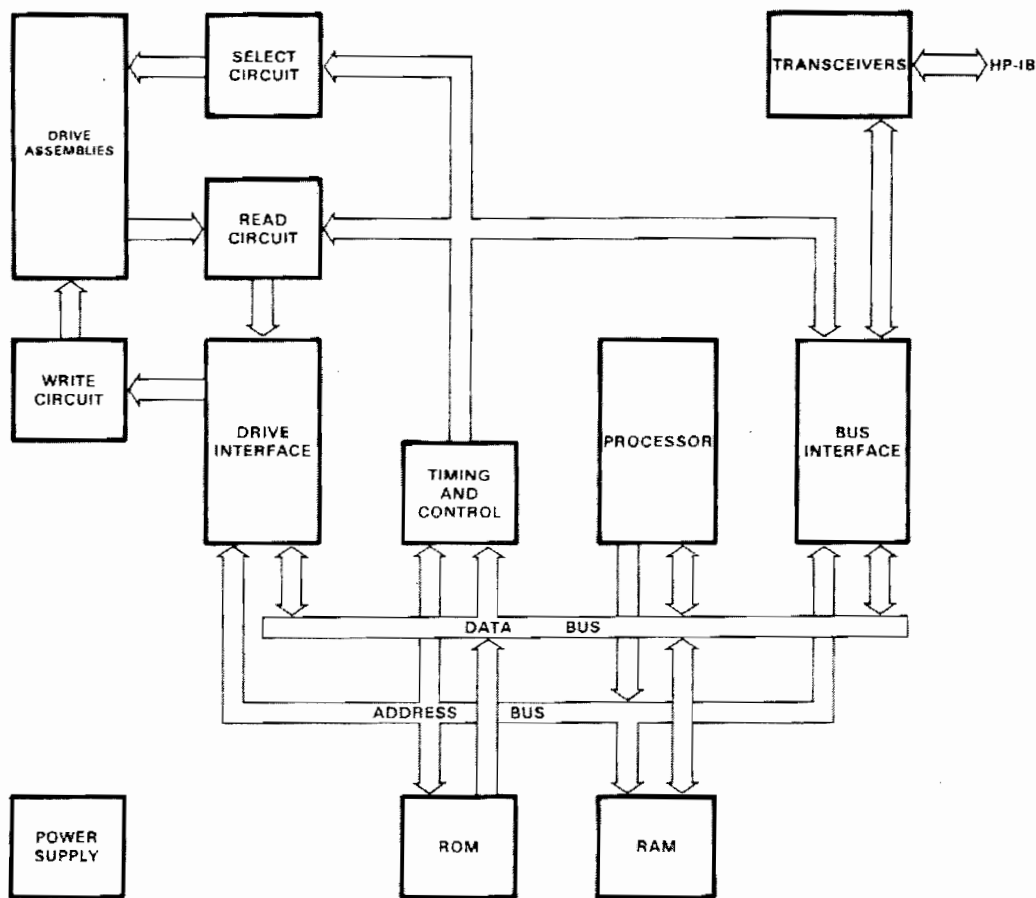 SELECT
CIRCUIT
TRANSCEIVERS
HP-IB
DRIVE
ASSEMBLIES
READ
CIRCUIT
WRITE
CIRCUIT
DRIVE
INTERFACE
TIMING
AND
CONTROL
PROCESSOR
BUS
INTERFACE
DATA BUS
ADDRESS BUS
POWER
SUPPLY
ROM
RAM